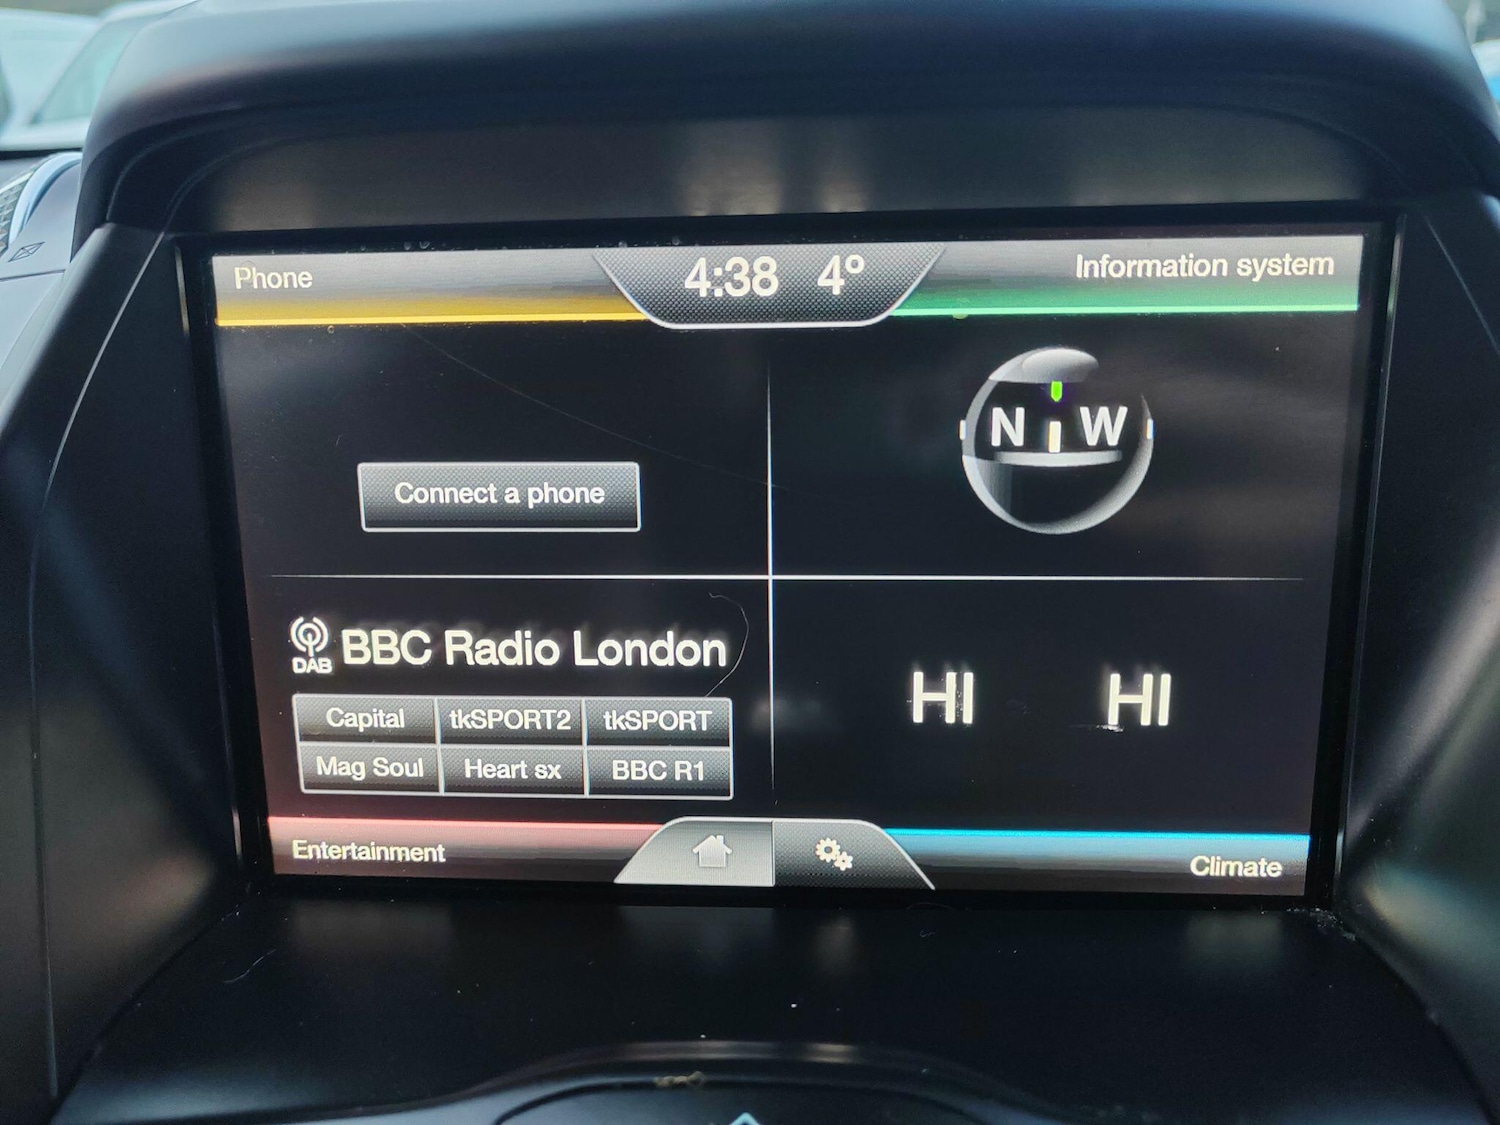 Phone
4:38 4°
Information system
N W
Connect a phone
DAB
BBC Radio London
Capital tkSPORT2 tkSPORT
Mag Soul Heart sx BBC R1
HI HI
Entertainment
Climate